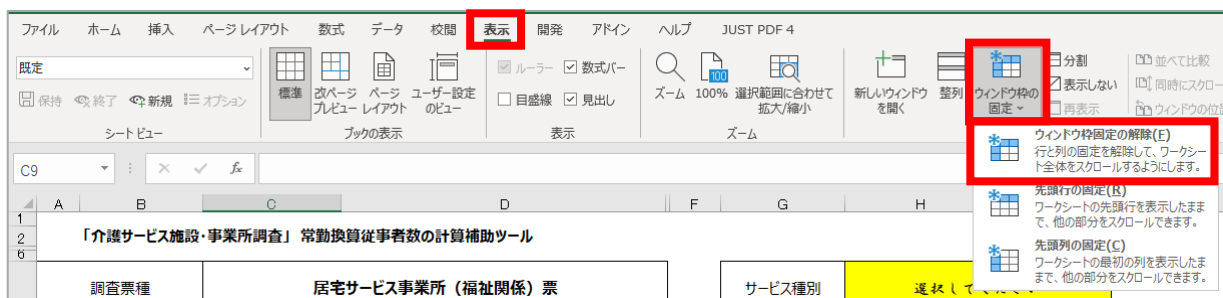 ファイル ホーム 挿入 ページ レイアウト 数式 データ 校閲 表示 開発 アドイン ヘルプ JUST PDF 4
既定
保持 終了 新規 オプション
シート ビュー
標準 改ページ プレビュー ページ レイアウト ユーザー設定 のビュー
ブックの表示
ルーラー 数式バー
目盛線 見出し
表示
ズーム 100% 選択範囲に合わせて 拡大/縮小
ズーム
新しいウィンドウ を開く 整列 ウィンドウ枠の 固定
分割
表示しない
再表示
並べて比較
同時にスクロー
ウィンドウの位
ウィンドウ枠固定の解除(F)
行と列の固定を解除して、ワークシー
ト全体をスクロールするようにします。
先頭行の固定(R)
ワークシートの先頭行を表示したまま
で、他の部分をスクロールできます。
先頭列の固定(C)
ワークシートの最初の列を表示したま
まで、他の部分をスクロールできます。
C9 fx
A B C D F G H
1
2 「介護サービス施設・事業所調査」 常勤換算従事者数の計算補助ツール
6
調査票種 居宅サービス事業所（福祉関係）票 サービス種別 選択して